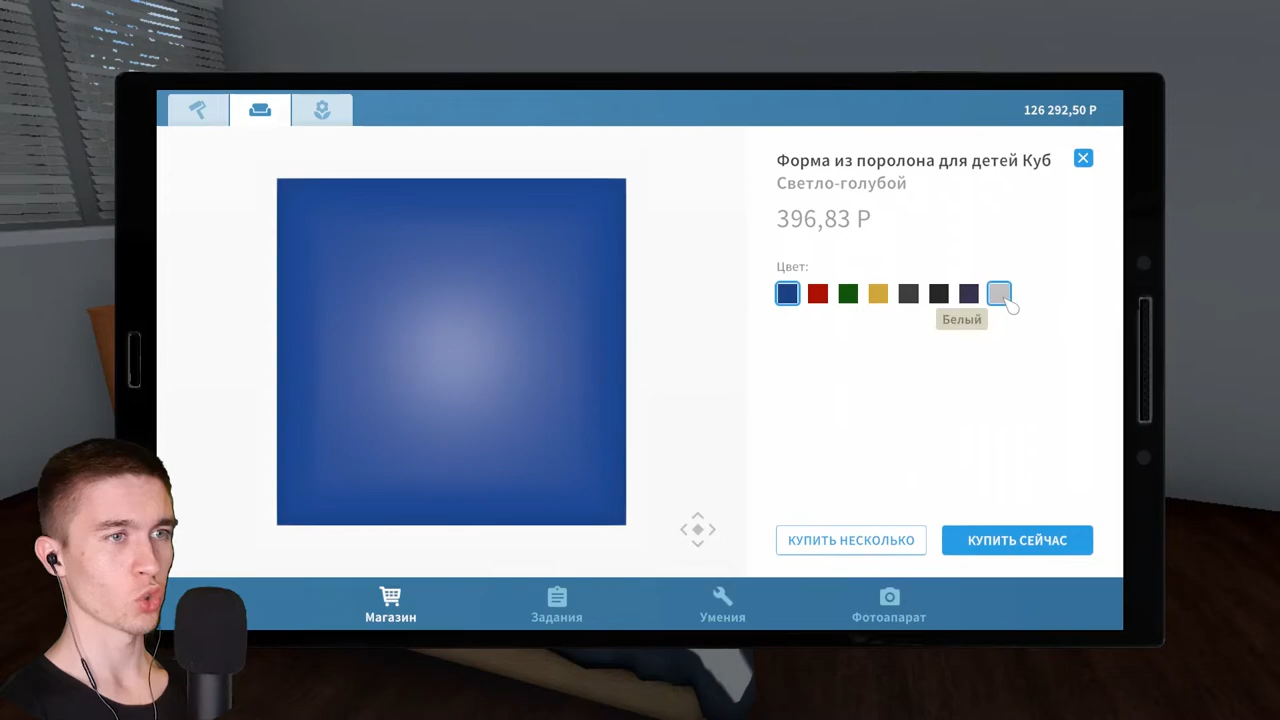 126 292,50 Р
Форма из поролона для детей Куб
Светло-голубой
396,83 Р
Цвет:
Белый
КУПИТЬ НЕСКОЛЬКО
КУПИТЬ СЕЙЧАС
Магазин
Задания
Умения
Фотоаппарат